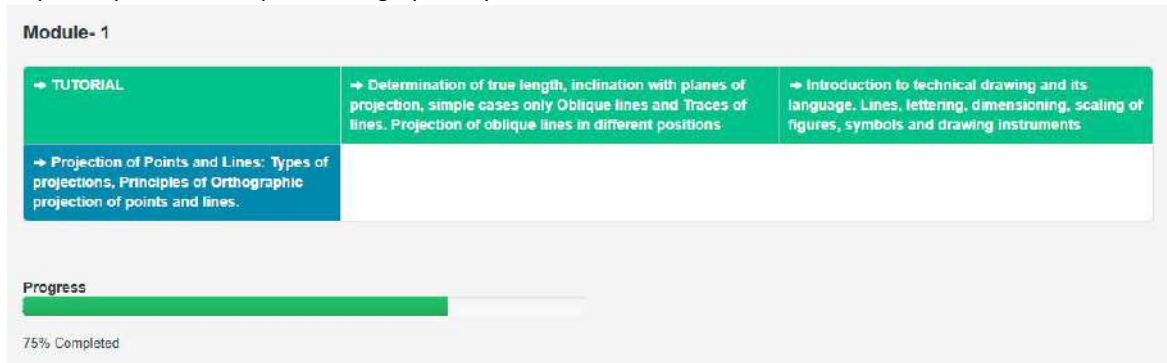 Module- 1
→ TUTORIAL
→ Determination of true length, inclination with planes of
projection, simple cases only Oblique lines and Traces of
lines. Projection of oblique lines in different positions
→ Introduction to technical drawing and its
language. Lines, lettering, dimensioning, scaling of
figures, symbols and drawing instruments
→ Projection of Points and Lines: Types of
projections, Principles of Orthographic
projection of points and lines.
Progress
75% Completed